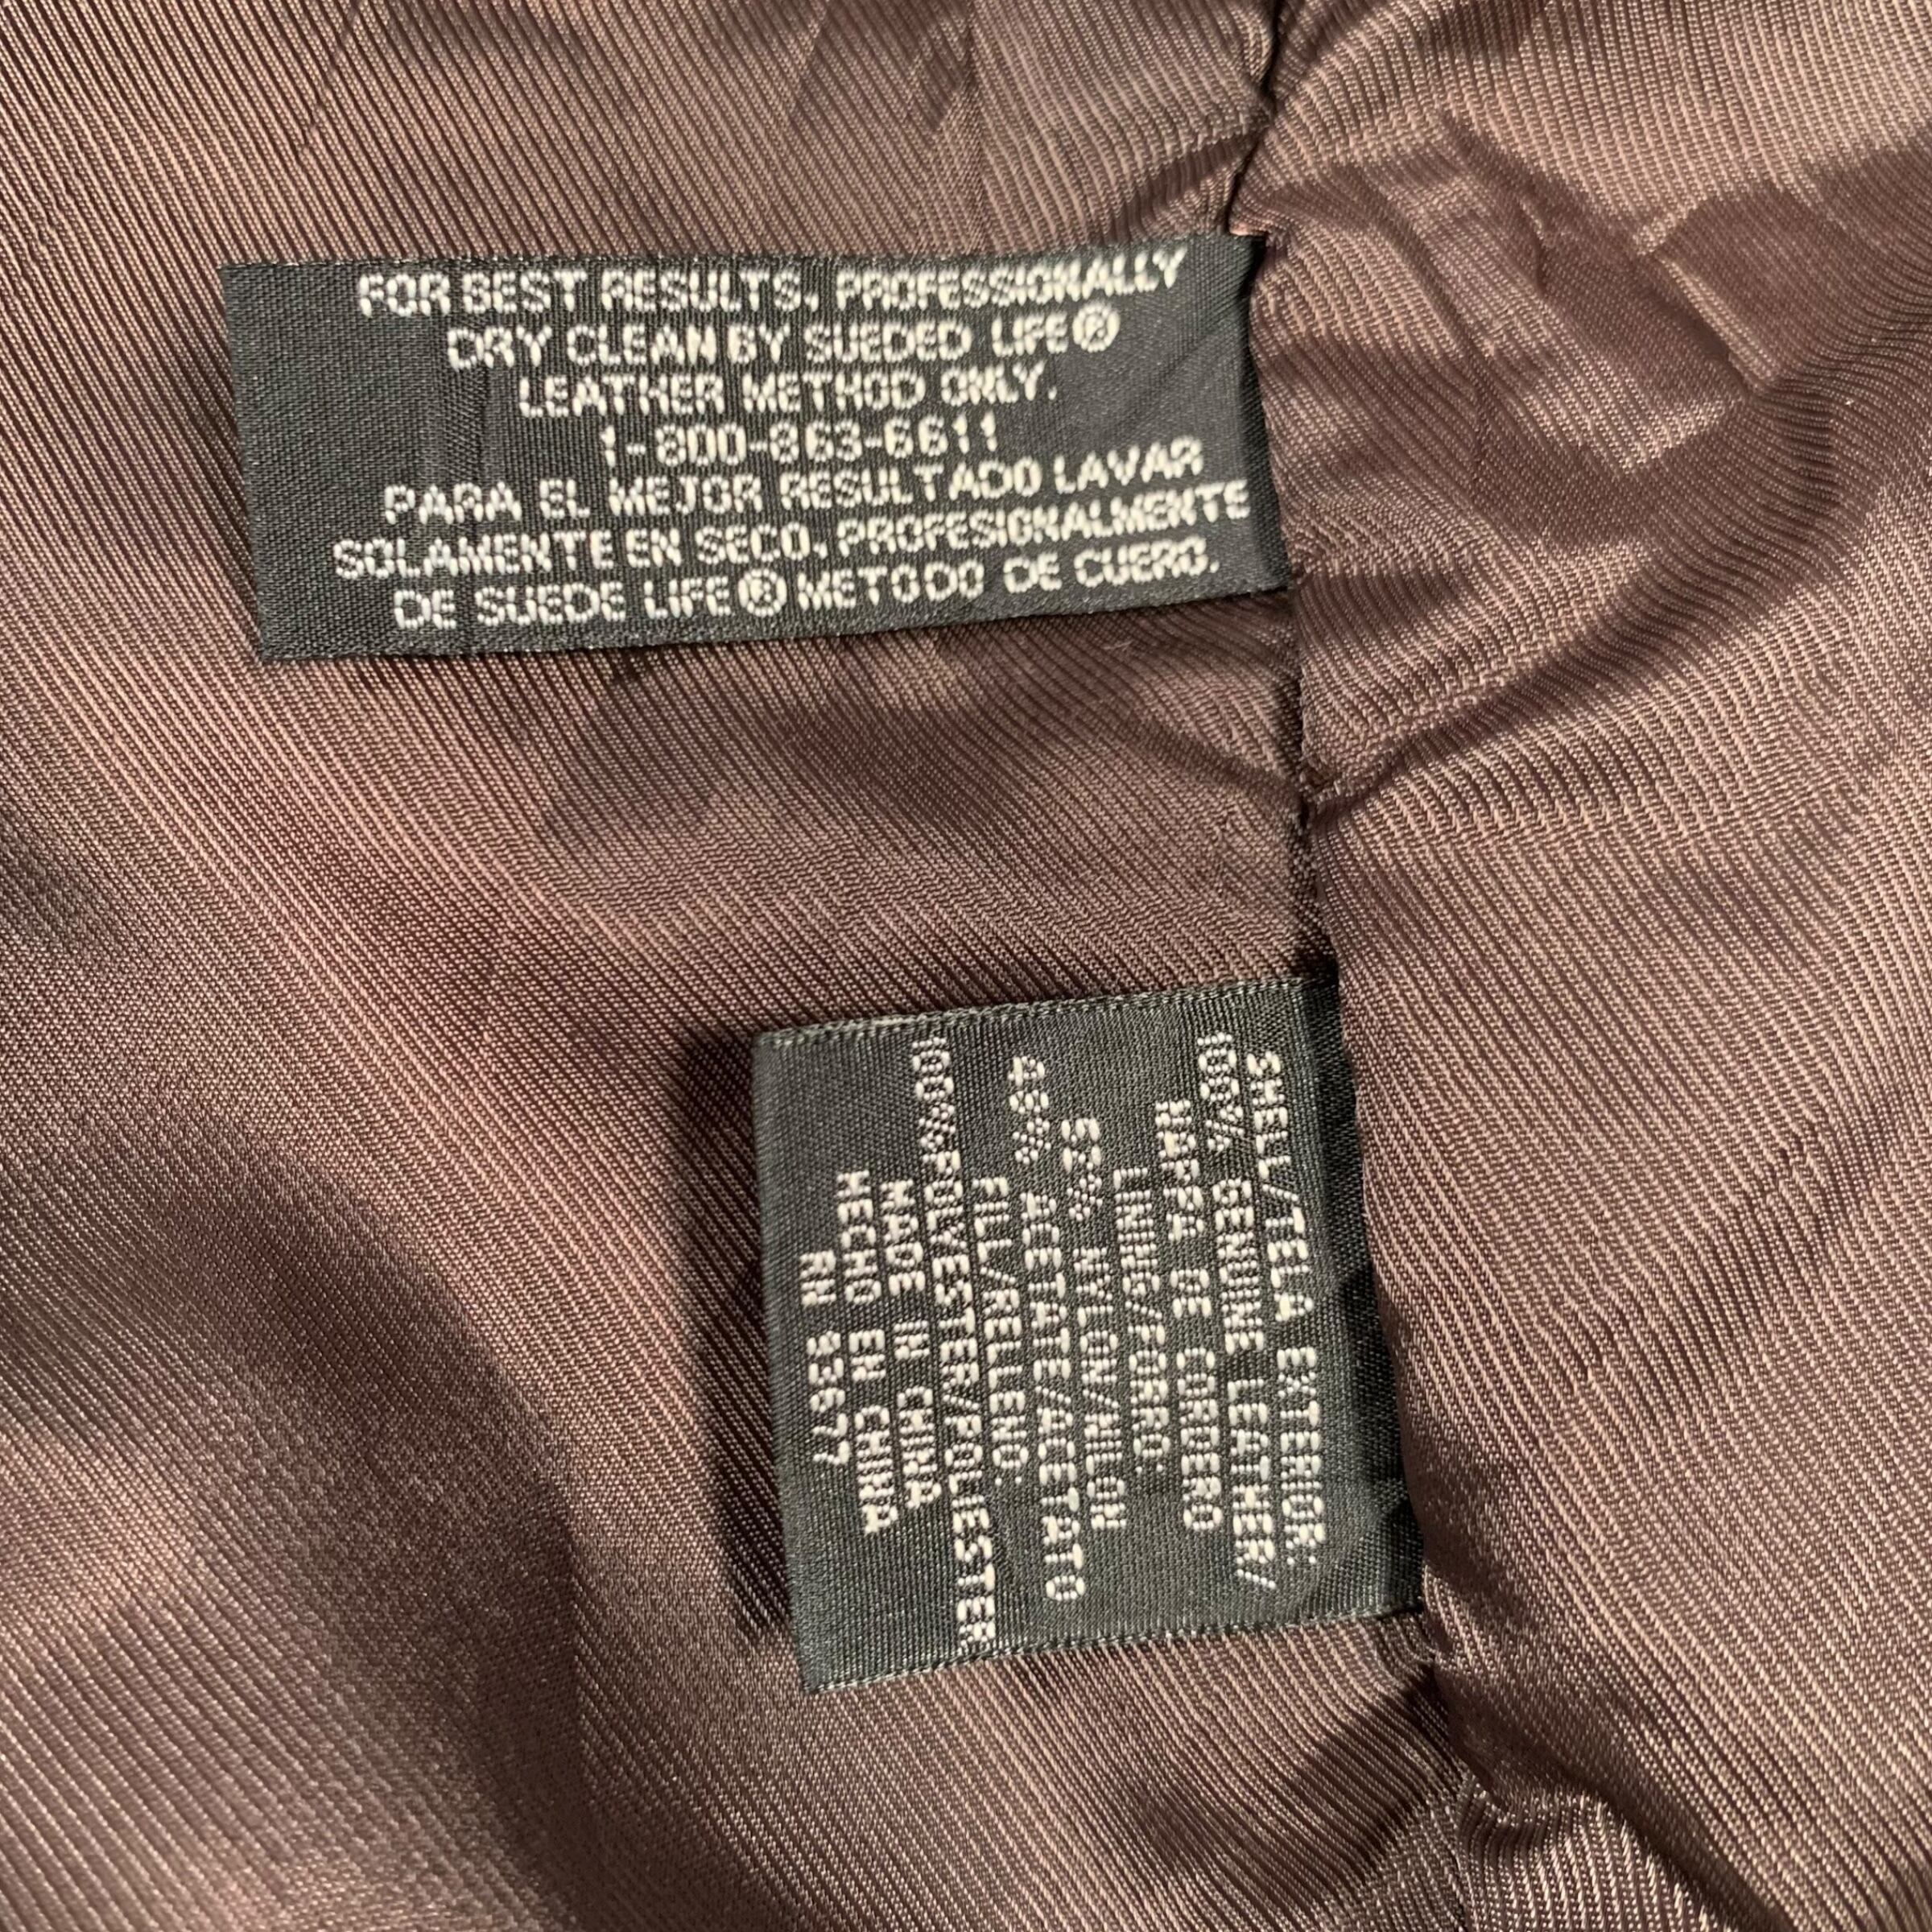 FOR BEST RESULTS, PROFESSIONALLY
DRY CLEAN BY SUEDED LIFE®
LEATHER METHOD ONLY.
1-800-863-6611
PARA EL MEJOR RESULTADO LAVAR
SOLAMENTE EN SECO, PROFESIONALMENTE
DE SUEDE LIFE® METODO DE CUERO.
SHELL/TELA EXTERIOR:
100% GENUINE LEATHER/
NAPPA DE CORDERO
LINING/FORRO:
52% NYLON/NILON
48% ACETATE/ACETATO
FILL/RELLENO:
100% POLYESTER/POLIESTER
MADE IN CHINA
HECHO EN CHINA
RN 93677